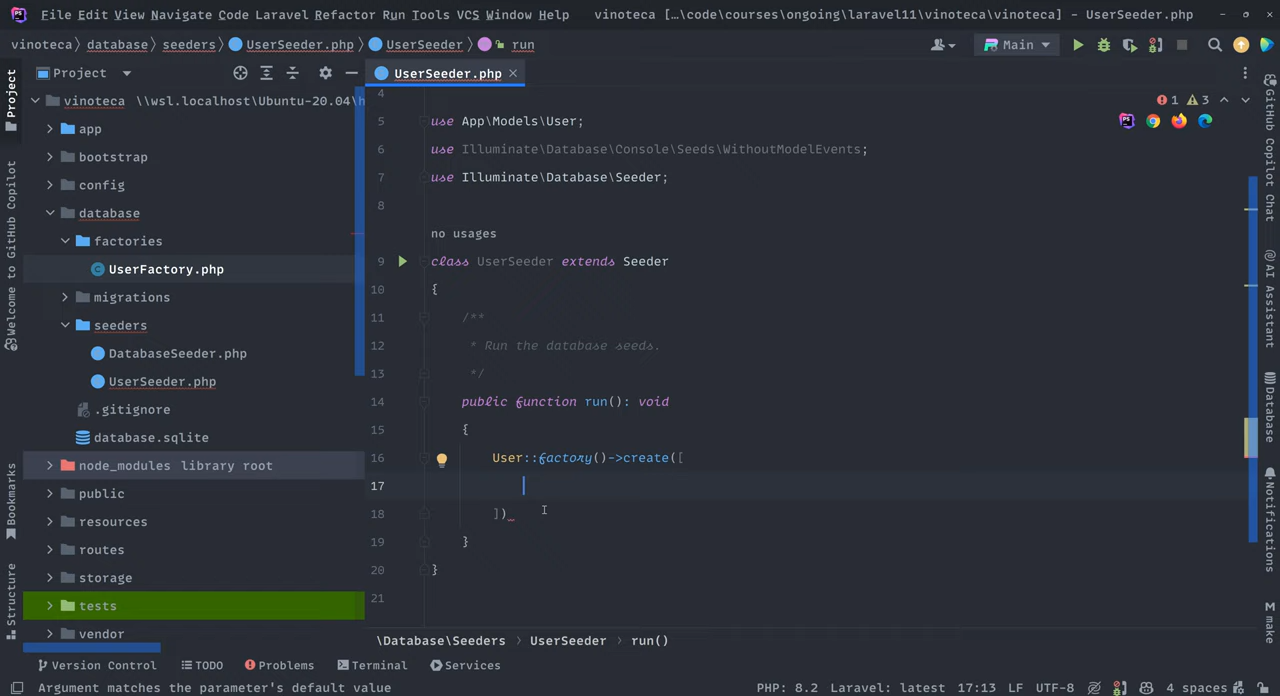 File Edit View Navigate Code Laravel Refactor Run Tools VCS Window Help vinoteca […\code\courses\ongoing\laravel11\vinoteca\vinoteca] - UserSeeder.php
vinoteca database seeders UserSeeder.php UserSeeder run Main
Project
Project
UserSeeder.php
vinoteca \\wsl.localhost\Ubuntu-20.04\h
app
bootstrap
config
database
factories
UserFactory.php
migrations
seeders
DatabaseSeeder.php
UserSeeder.php
.gitignore
database.sqlite
node_modules library root
public
resources
routes
storage
tests
vendor
Welcome to GitHub Copilot
Bookmarks
Structure
1 3
4
5 use App\Models\User;
6 use Illuminate\Database\Console\Seeds\WithoutModelEvents;
7 use Illuminate\Database\Seeder;
8
no usages
9 class UserSeeder extends Seeder
10 {
11 /**
12 * Run the database seeds.
13 */
14 public function run(): void
15 {
16 User::factory()->create([
17
18 ])
19 }
20 }
21
GitHub Copilot Chat
AI Assistant
Database
Notifications
make
\Database\Seeders › UserSeeder › run()
Version Control TODO Problems Terminal Services
Argument matches the parameter's default value PHP: 8.2 Laravel: latest 17:13 LF UTF-8 4 spaces